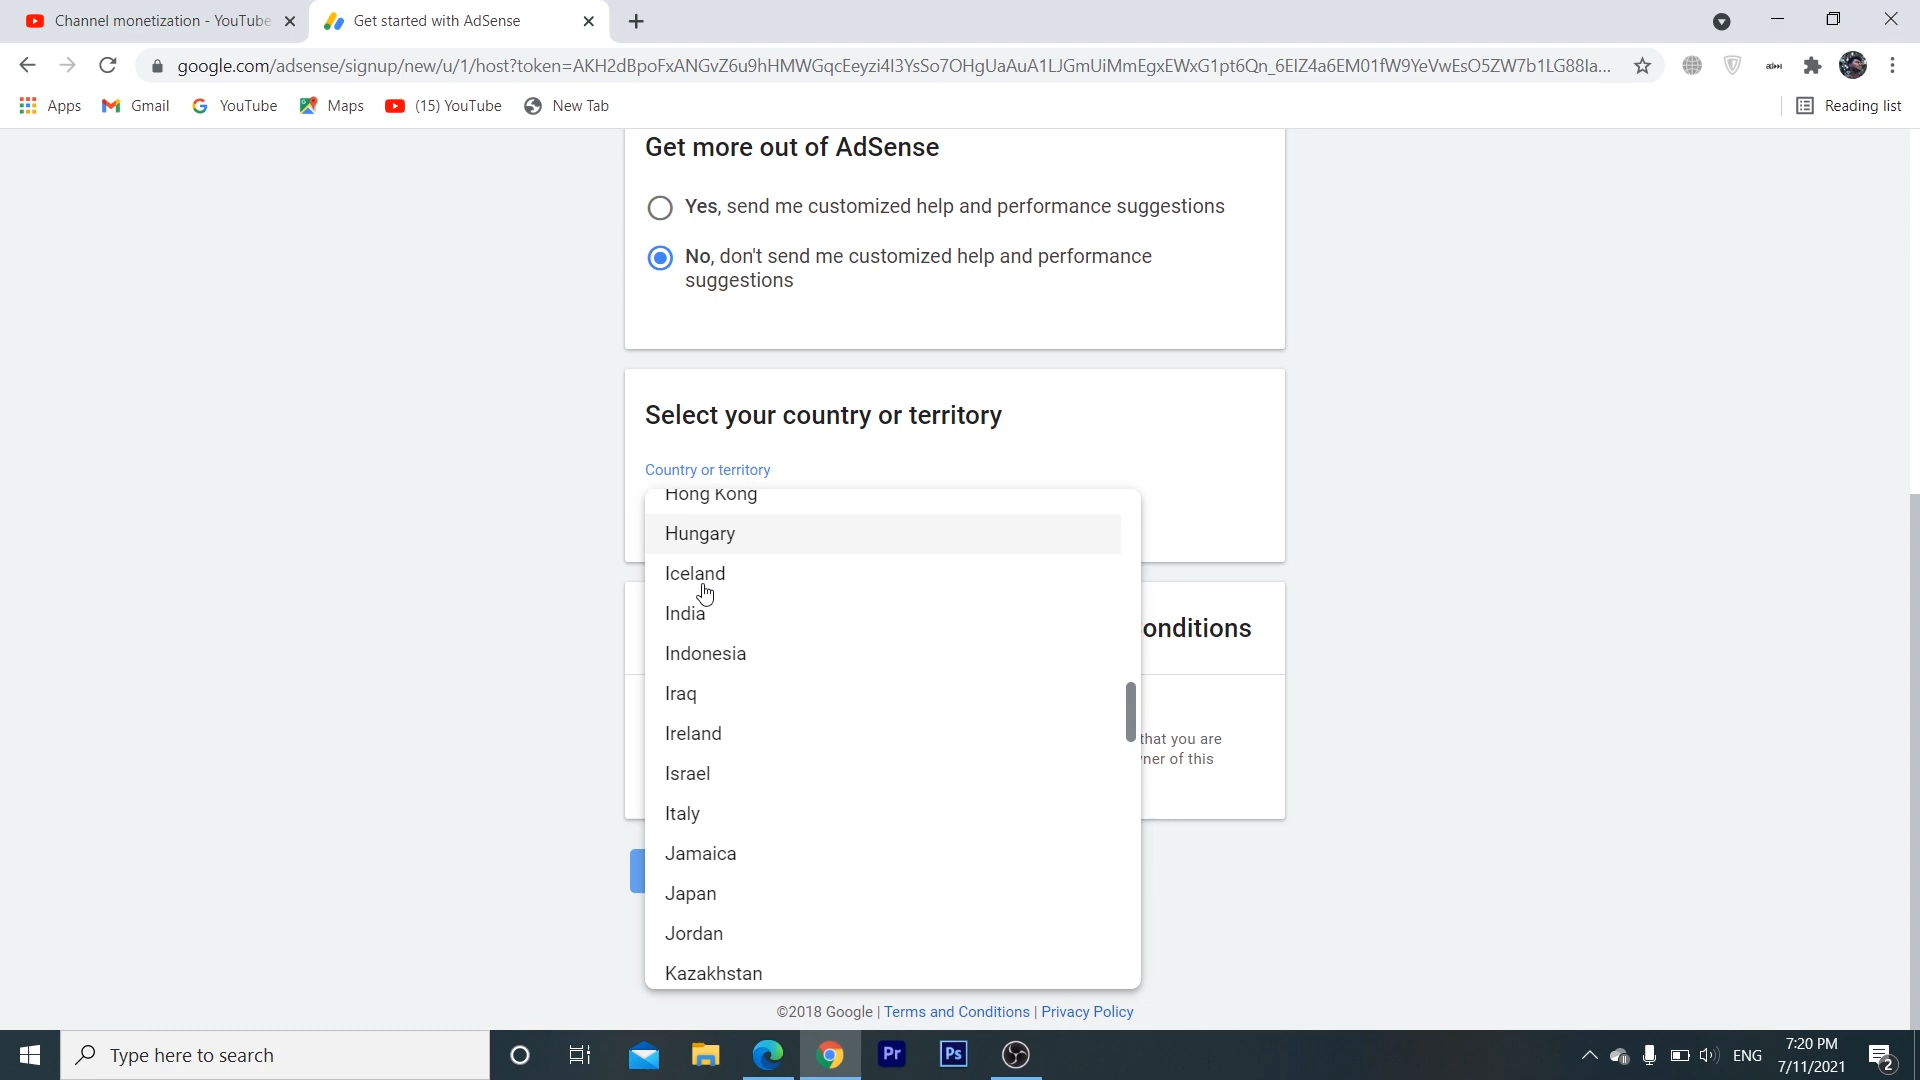 Channel monetization - YouTube
Get started with AdSense
google.com/adsense/signup/new/u/1/host?token=AKH2dBpoFxANGvZ6u9hHMWGqcEeyzi4I3YsSo7OHgUaAuA1LJGmUiMmEgxEWxG1pt6Qn_6EIZ4a6EM01fW9YeVwEsO5ZW7b1LG88Ia...
Apps
Gmail
YouTube
Maps
(15) YouTube
New Tab
Reading list
Get more out of AdSense
Yes, send me customized help and performance suggestions
No, don't send me customized help and performance
suggestions
Select your country or territory
Country or territory
Hong Kong
Hungary
Iceland
India
onditions
Indonesia
Iraq
Ireland
that you are
ner of this
Israel
Italy
Jamaica
Japan
Jordan
Kazakhstan
©2018 Google | Terms and Conditions | Privacy Policy
Type here to search
Pr
Ps
ENG
7:20 PM
7/11/2021
2